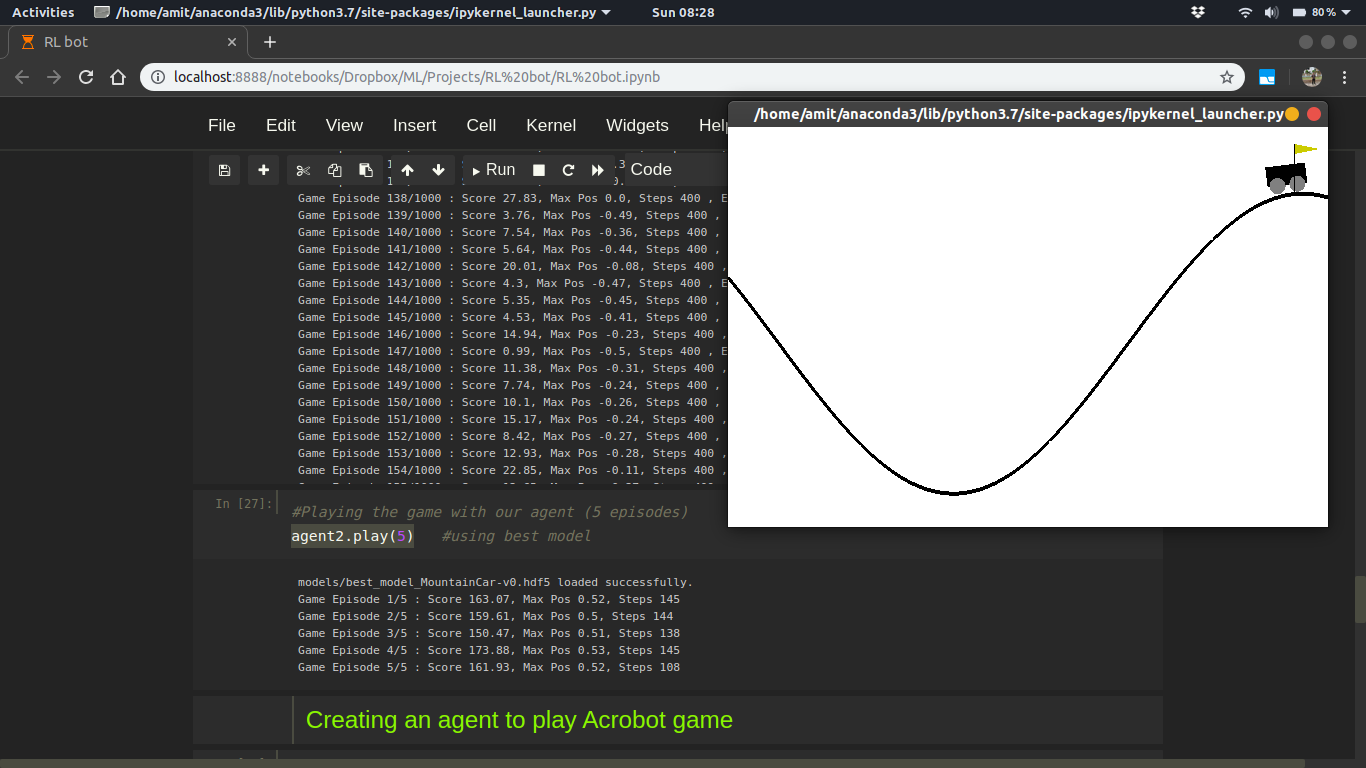 Activities /home/amit/anaconda3/lib/python3.7/site-packages/ipykernel_launcher.py Sun 08:28 80%
RL bot
localhost:8888/notebooks/Dropbox/ML/Projects/RL%20bot/RL%20bot.ipynb
/home/amit/anaconda3/lib/python3.7/site-packages/ipykernel_launcher.py
File Edit View Insert Cell Kernel Widgets Help
Run Code
Game Episode 138/1000 : Score 27.83, Max Pos 0.0, Steps 400 , E
Game Episode 139/1000 : Score 3.76, Max Pos -0.49, Steps 400 ,
Game Episode 140/1000 : Score 7.54, Max Pos -0.36, Steps 400 ,
Game Episode 141/1000 : Score 5.64, Max Pos -0.44, Steps 400 ,
Game Episode 142/1000 : Score 20.01, Max Pos -0.08, Steps 400 ,
Game Episode 143/1000 : Score 4.3, Max Pos -0.47, Steps 400 , E
Game Episode 144/1000 : Score 5.35, Max Pos -0.45, Steps 400 ,
Game Episode 145/1000 : Score 4.53, Max Pos -0.41, Steps 400 ,
Game Episode 146/1000 : Score 14.94, Max Pos -0.23, Steps 400 ,
Game Episode 147/1000 : Score 0.99, Max Pos -0.5, Steps 400 , E
Game Episode 148/1000 : Score 11.38, Max Pos -0.31, Steps 400 ,
Game Episode 149/1000 : Score 7.74, Max Pos -0.24, Steps 400 ,
Game Episode 150/1000 : Score 10.1, Max Pos -0.26, Steps 400 ,
Game Episode 151/1000 : Score 15.17, Max Pos -0.24, Steps 400 ,
Game Episode 152/1000 : Score 8.42, Max Pos -0.27, Steps 400 ,
Game Episode 153/1000 : Score 12.93, Max Pos -0.28, Steps 400 ,
Game Episode 154/1000 : Score 22.85, Max Pos -0.11, Steps 400 ,
In [27]:
#Playing the game with our agent (5 episodes)
agent2.play(5) #using best model
models/best_model_MountainCar-v0.hdf5 loaded successfully.
Game Episode 1/5 : Score 163.07, Max Pos 0.52, Steps 145
Game Episode 2/5 : Score 159.61, Max Pos 0.5, Steps 144
Game Episode 3/5 : Score 150.47, Max Pos 0.51, Steps 138
Game Episode 4/5 : Score 173.88, Max Pos 0.53, Steps 145
Game Episode 5/5 : Score 161.93, Max Pos 0.52, Steps 108
Creating an agent to play Acrobot game